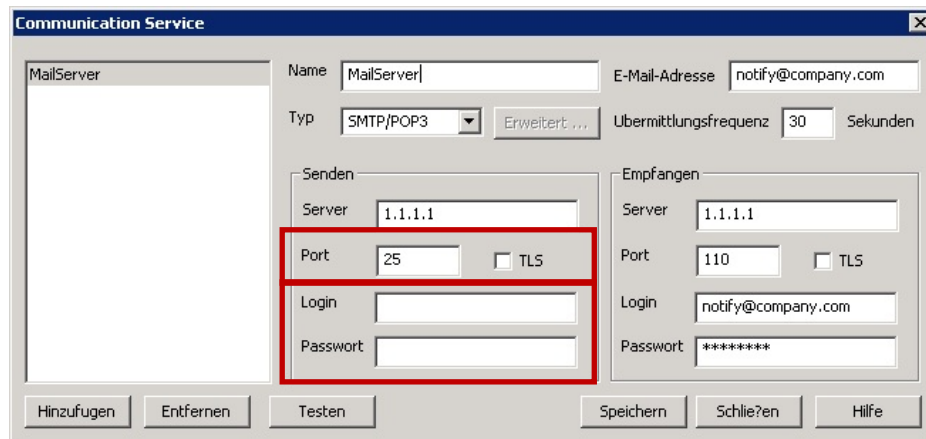 Communication Service
MailServer
Name MailServer
E-Mail-Adresse notify@company.com
Typ SMTP/POP3 Erweitert ...
Ubermittlungsfrequenz 30 Sekunden
Senden
Server 1.1.1.1
Port 25 TLS
Login
Passwort
Empfangen
Server 1.1.1.1
Port 110 TLS
Login notify@company.com
Passwort ********
Hinzufugen Entfernen Testen Speichern Schlie?en Hilfe